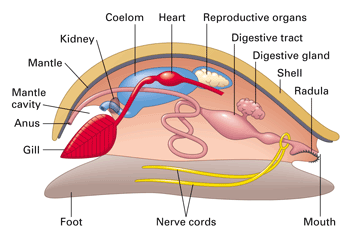 Coelom
Heart
Reproductive organs
Kidney
Digestive tract
Digestive gland
Mantle
Shell
Radula
Mantle
cavity
Anus
Gill
Foot
Nerve cords
Mouth